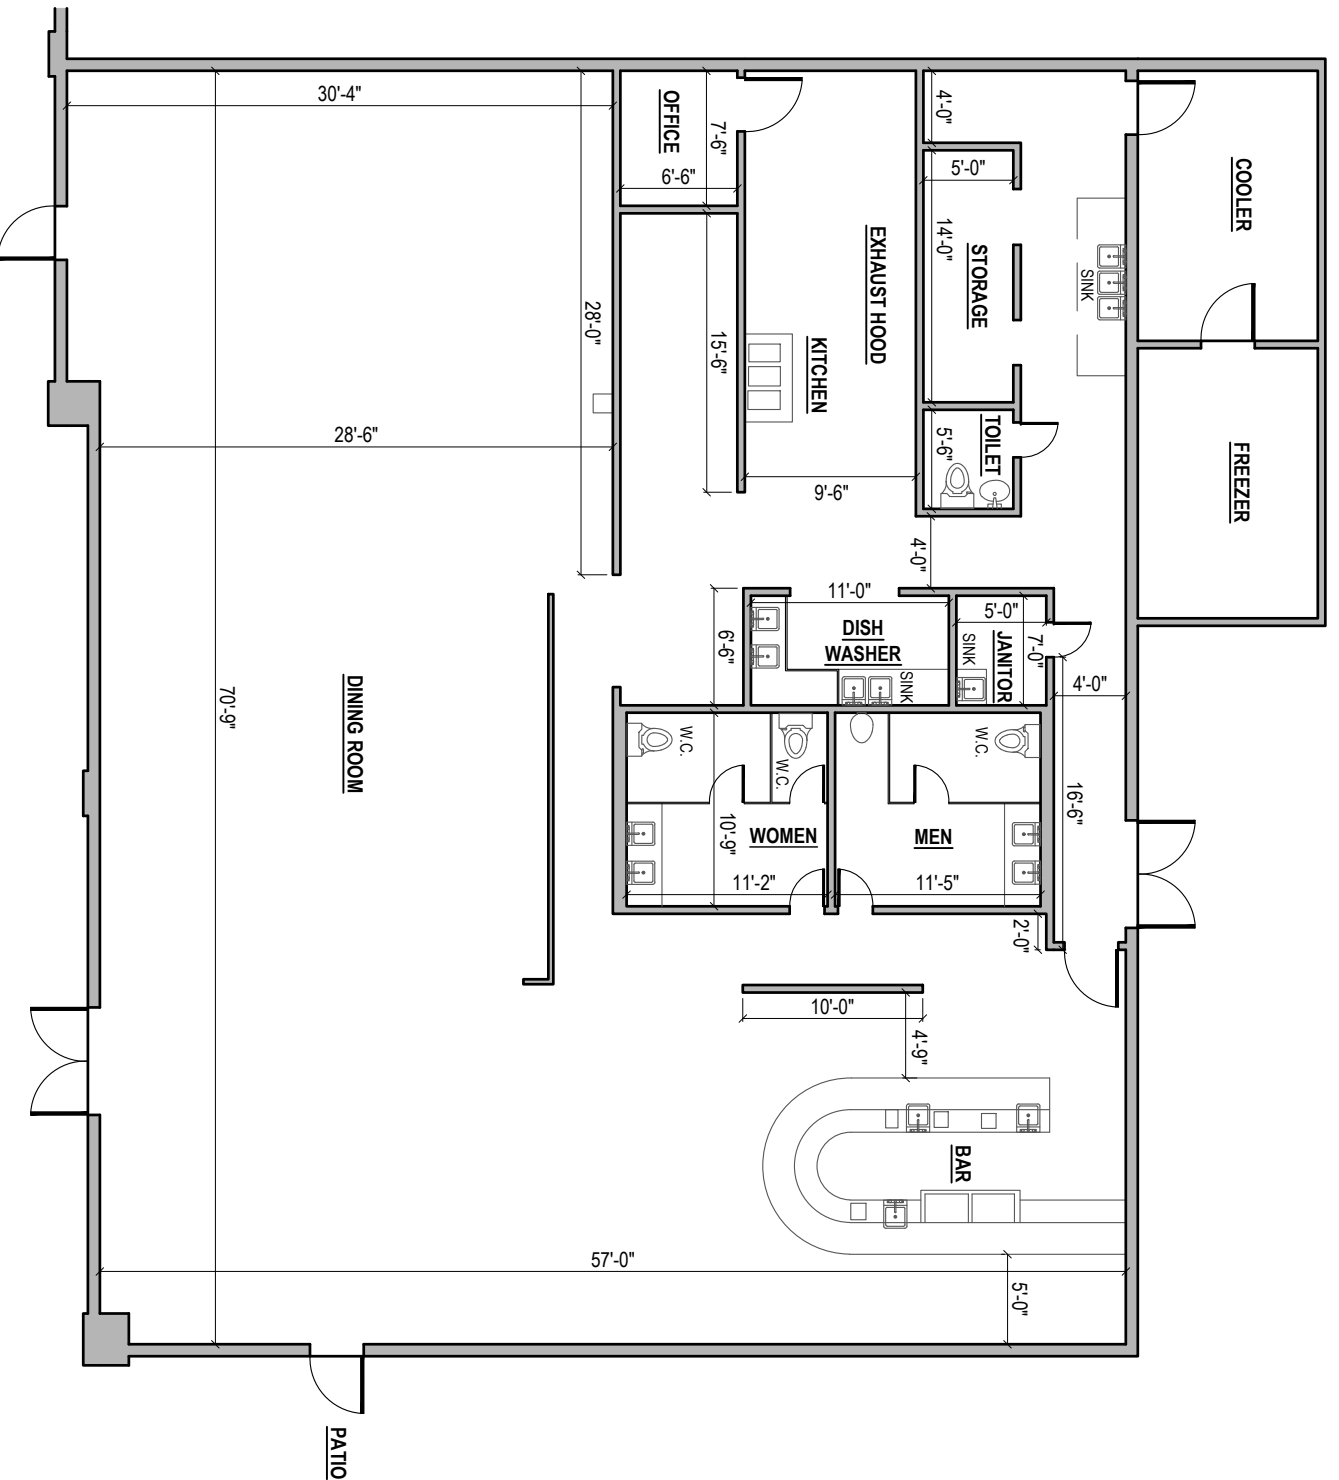 30'-4"
OFFICE
7'-6"
6'-6"
4'-0"
5'-0"
14'-0"
STORAGE
COOLER
EXHAUST HOOD
SINK
28'-0"
15'-6"
KITCHEN
28'-6"
5'-6"
TOILET
FREEZER
9'-6"
4'-0"
11'-0"
5'-0"
7'-0"
6'-6"
DISH
WASHER
SINK
JANITOR
SINK
4'-0"
70'-9"
DINING ROOM
W.C.
W.C.
W.C.
16'-6"
10'-9"
WOMEN
MEN
11'-2"
11'-5"
2'-0"
10'-0"
4'-9"
BAR
57'-0"
5'-0"
PATIO